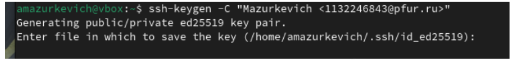 amazurkevich@vbox:~$ ssh-keygen -C "Mazurkevich <1132246843@pfur.ru>"
Generating public/private ed25519 key pair.
Enter file in which to save the key (/home/amazurkevich/.ssh/id_ed25519):